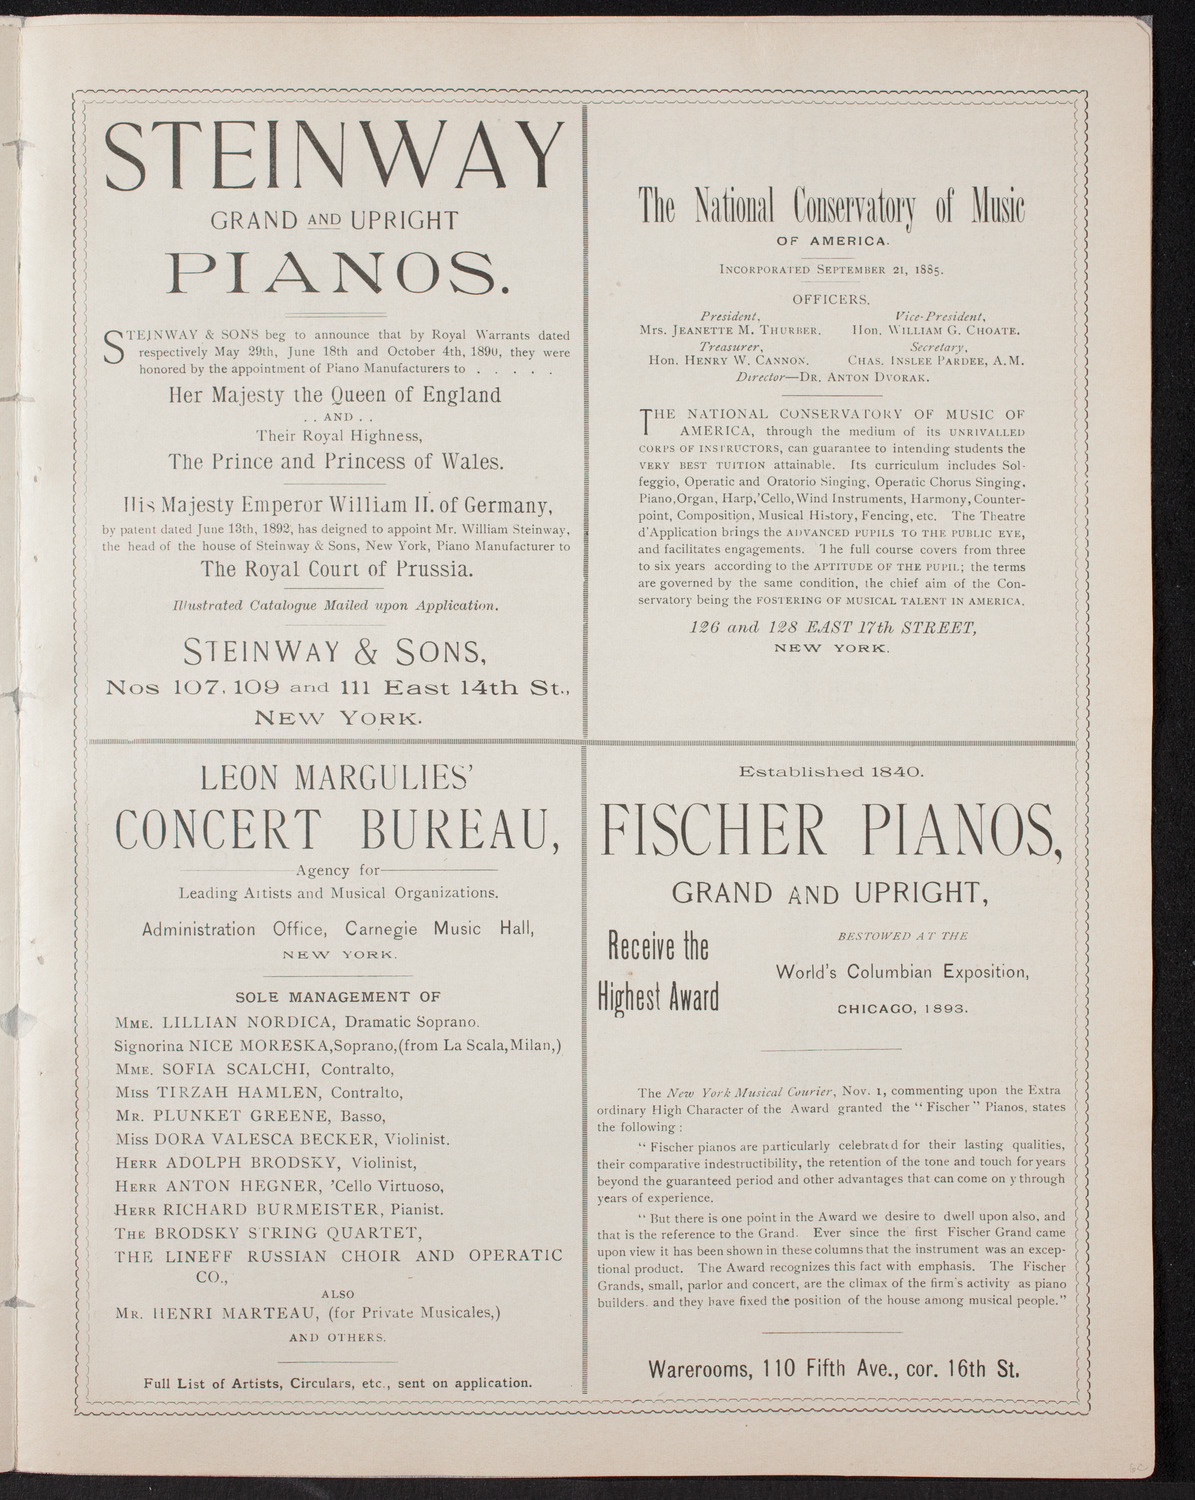 STEINWAY
GRAND AND UPRIGHT
PIANOS.
STEINWAY & SONS beg to announce that by Royal Warrants dated
respectively May 29th, June 18th and October 4th, 1890, they were
honored by the appointment of Piano Manufacturers to . . . . .
Her Majesty the Queen of England
. . AND . .
Their Royal Highness,
The Prince and Princess of Wales.
His Majesty Emperor William II. of Germany,
by patent dated June 13th, 1892, has deigned to appoint Mr. William Steinway,
the head of the house of Steinway & Sons, New York, Piano Manufacturer to
The Royal Court of Prussia.
Illustrated Catalogue Mailed upon Application.
STEINWAY & SONS,
Nos 107, 109 and 111 East 14th St.,
NEW YORK.
The National Conservatory of Music
OF AMERICA.
INCORPORATED SEPTEMBER 21, 1885.
OFFICERS.
President, Vice-President,
Mrs. JEANETTE M. THURBER. Hon. WILLIAM G. CHOATE.
Treasurer, Secretary,
Hon. HENRY W. CANNON. CHAS. INSLEE PARDEE, A.M.
Director—DR. ANTON DVORAK.
THE NATIONAL CONSERVATORY OF MUSIC OF
AMERICA, through the medium of its UNRIVALLED
CORPS OF INSTRUCTORS, can guarantee to intending students the
VERY BEST TUITION attainable. Its curriculum includes Sol-
feggio, Operatic and Oratorio Singing, Operatic Chorus Singing,
Piano, Organ, Harp, 'Cello, Wind Instruments, Harmony, Counter-
point, Composition, Musical History, Fencing, etc. The Theatre
d'Application brings the ADVANCED PUPILS TO THE PUBLIC EYE,
and facilitates engagements. The full course covers from three
to six years according to the APTITUDE OF THE PUPIL; the terms
are governed by the same condition, the chief aim of the Con-
servatory being the FOSTERING OF MUSICAL TALENT IN AMERICA.
126 and 128 EAST 17th STREET,
NEW YORK.
LEON MARGULIES'
CONCERT BUREAU,
Agency for
Leading Artists and Musical Organizations.
Administration Office, Carnegie Music Hall,
NEW YORK.
SOLE MANAGEMENT OF
MME. LILLIAN NORDICA, Dramatic Soprano.
Signorina NICE MORESKA, Soprano, (from La Scala, Milan,)
MME. SOFIA SCALCHI, Contralto,
Miss TIRZAH HAMLEN, Contralto,
MR. PLUNKET GREENE, Basso,
Miss DORA VALESCA BECKER, Violinist.
HERR ADOLPH BRODSKY, Violinist,
HERR ANTON HEGNER, 'Cello Virtuoso,
HERR RICHARD BURMEISTER, Pianist.
THE BRODSKY STRING QUARTET,
THE LINEFF RUSSIAN CHOIR AND OPERATIC
CO.,
ALSO
MR. HENRI MARTEAU, (for Private Musicales,)
AND OTHERS.
Full List of Artists, Circulars, etc., sent on application.
Established 1840.
FISCHER PIANOS,
GRAND AND UPRIGHT,
Receive the
Highest Award
BESTOWED AT THE
World's Columbian Exposition,
CHICAGO, 1893.
The New York Musical Courier, Nov. 1, commenting upon the Extra
ordinary High Character of the Award granted the "Fischer" Pianos, states
the following:
"Fischer pianos are particularly celebrated for their lasting qualities,
their comparative indestructibility, the retention of the tone and touch for years
beyond the guaranteed period and other advantages that can come on y through
years of experience.
"But there is one point in the Award we desire to dwell upon also, and
that is the reference to the Grand. Ever since the first Fischer Grand came
upon view it has been shown in these columns that the instrument was an excep-
tional product. The Award recognizes this fact with emphasis. The Fischer
Grands, small, parlor and concert, are the climax of the firm's activity as piano
builders. and they have fixed the position of the house among musical people."
Warerooms, 110 Fifth Ave., cor. 16th St.